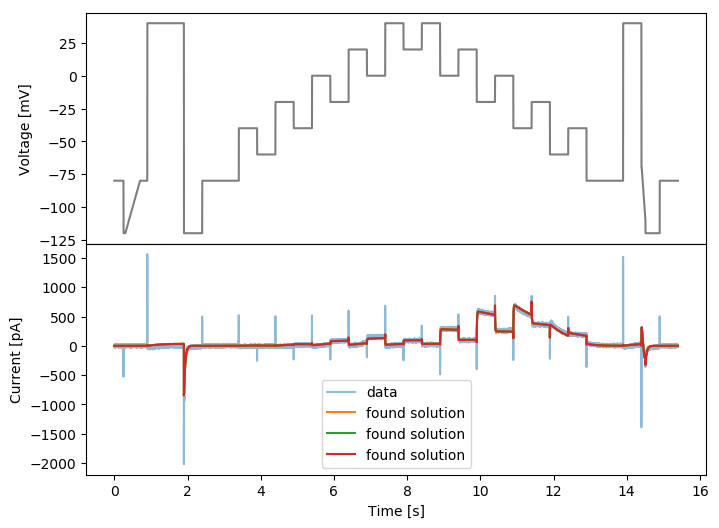 25
0
−25
−50
−75
−100
−125
Voltage [mV]
1500
1000
500
0
−500
−1000
−1500
−2000
Current [pA]
data
found solution
found solution
found solution
0 2 4 6 8 10 12 14 16
Time [s]